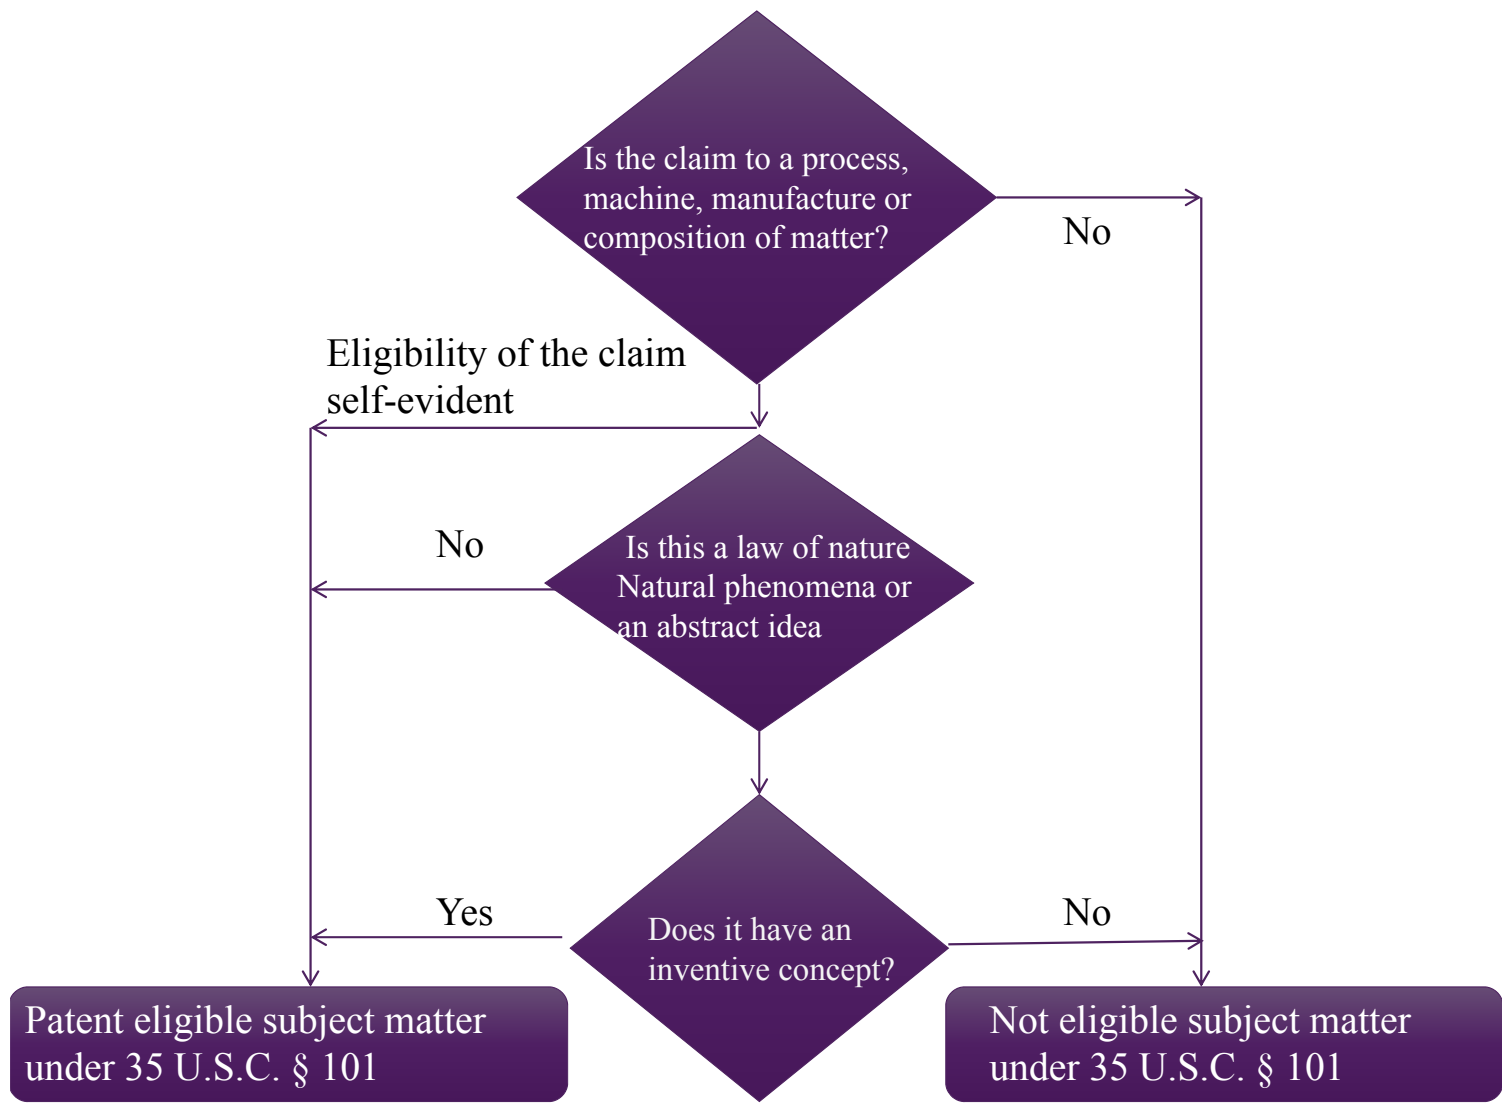 Is the claim to a process,
machine, manufacture or
composition of matter?
No
Eligibility of the claim
self-evident
No
Is this a law of nature
Natural phenomena or
an abstract idea
Yes
Does it have an
inventive concept?
No
Patent eligible subject matter
under 35 U.S.C. § 101
Not eligible subject matter
under 35 U.S.C. § 101